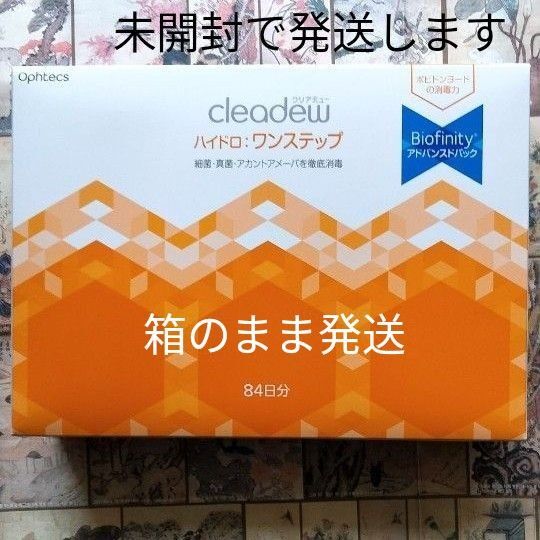 未開封で発送します
Ophtecs
ポビドンヨード
の消毒力
クリアデュー
cleadew
ハイドロ:ワンステップ
Biofinity®
アドバンスドパック
細菌・真菌・アカントアメーバを徹底消毒
箱のまま発送
84日分